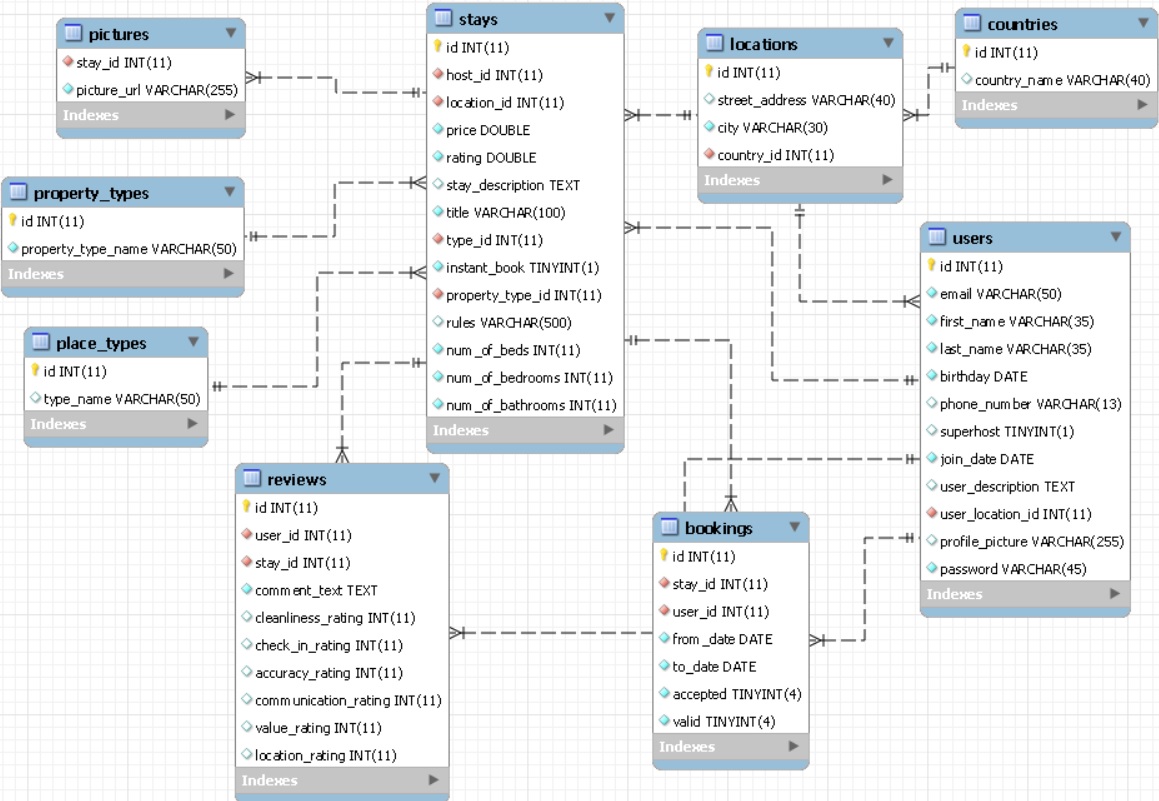 pictures
stay_id INT(11)
picture_url VARCHAR(255)
Indexes
property_types
id INT(11)
property_type_name VARCHAR(50)
Indexes
place_types
id INT(11)
type_name VARCHAR(50)
Indexes
stays
id INT(11)
host_id INT(11)
location_id INT(11)
price DOUBLE
rating DOUBLE
stay_description TEXT
title VARCHAR(100)
type_id INT(11)
instant_book TINYINT(1)
property_type_id INT(11)
rules VARCHAR(500)
num_of_beds INT(11)
num_of_bedrooms INT(11)
num_of_bathrooms INT(11)
Indexes
locations
id INT(11)
street_address VARCHAR(40)
city VARCHAR(30)
country_id INT(11)
Indexes
countries
id INT(11)
country_name VARCHAR(40)
Indexes
users
id INT(11)
email VARCHAR(50)
first_name VARCHAR(35)
last_name VARCHAR(35)
birthday DATE
phone_number VARCHAR(13)
superhost TINYINT(1)
join_date DATE
user_description TEXT
user_location_id INT(11)
profile_picture VARCHAR(255)
password VARCHAR(45)
Indexes
reviews
id INT(11)
user_id INT(11)
stay_id INT(11)
comment_text TEXT
cleanliness_rating INT(11)
check_in_rating INT(11)
accuracy_rating INT(11)
communication_rating INT(11)
value_rating INT(11)
location_rating INT(11)
Indexes
bookings
id INT(11)
stay_id INT(11)
user_id INT(11)
from_date DATE
to_date DATE
accepted TINYINT(4)
valid TINYINT(4)
Indexes